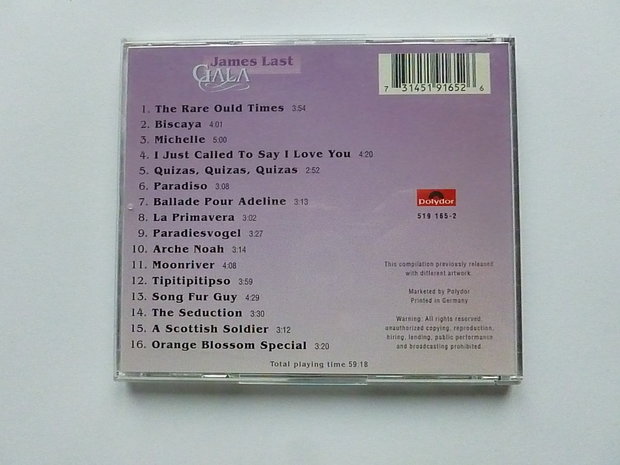 James Last
GALA
7 31451 91652 6
1. The Rare Ould Times 3:54
2. Biscaya 4:01
3. Michelle 5:00
4. I Just Called To Say I Love You 4:20
5. Quizas, Quizas, Quizas 2:52
6. Paradiso 3:08
7. Ballade Pour Adeline 3:13
8. La Primavera 3:02
9. Paradiesvogel 3:27
10. Arche Noah 3:14
11. Moonriver 4:08
12. Tipitipitipso 3:59
13. Song Fur Guy 4:29
14. The Seduction 3:30
15. A Scottish Soldier 3:12
16. Orange Blossom Special 3:20
Total playing time 59:18
Polydor
519 165-2
This compilation previously released
with different artwork.
Marketed by Polydor
Printed in Germany
Warning: All rights reserved.
unauthorized copying, reproduction,
hiring, lending, public performance
and broadcasting prohibited.